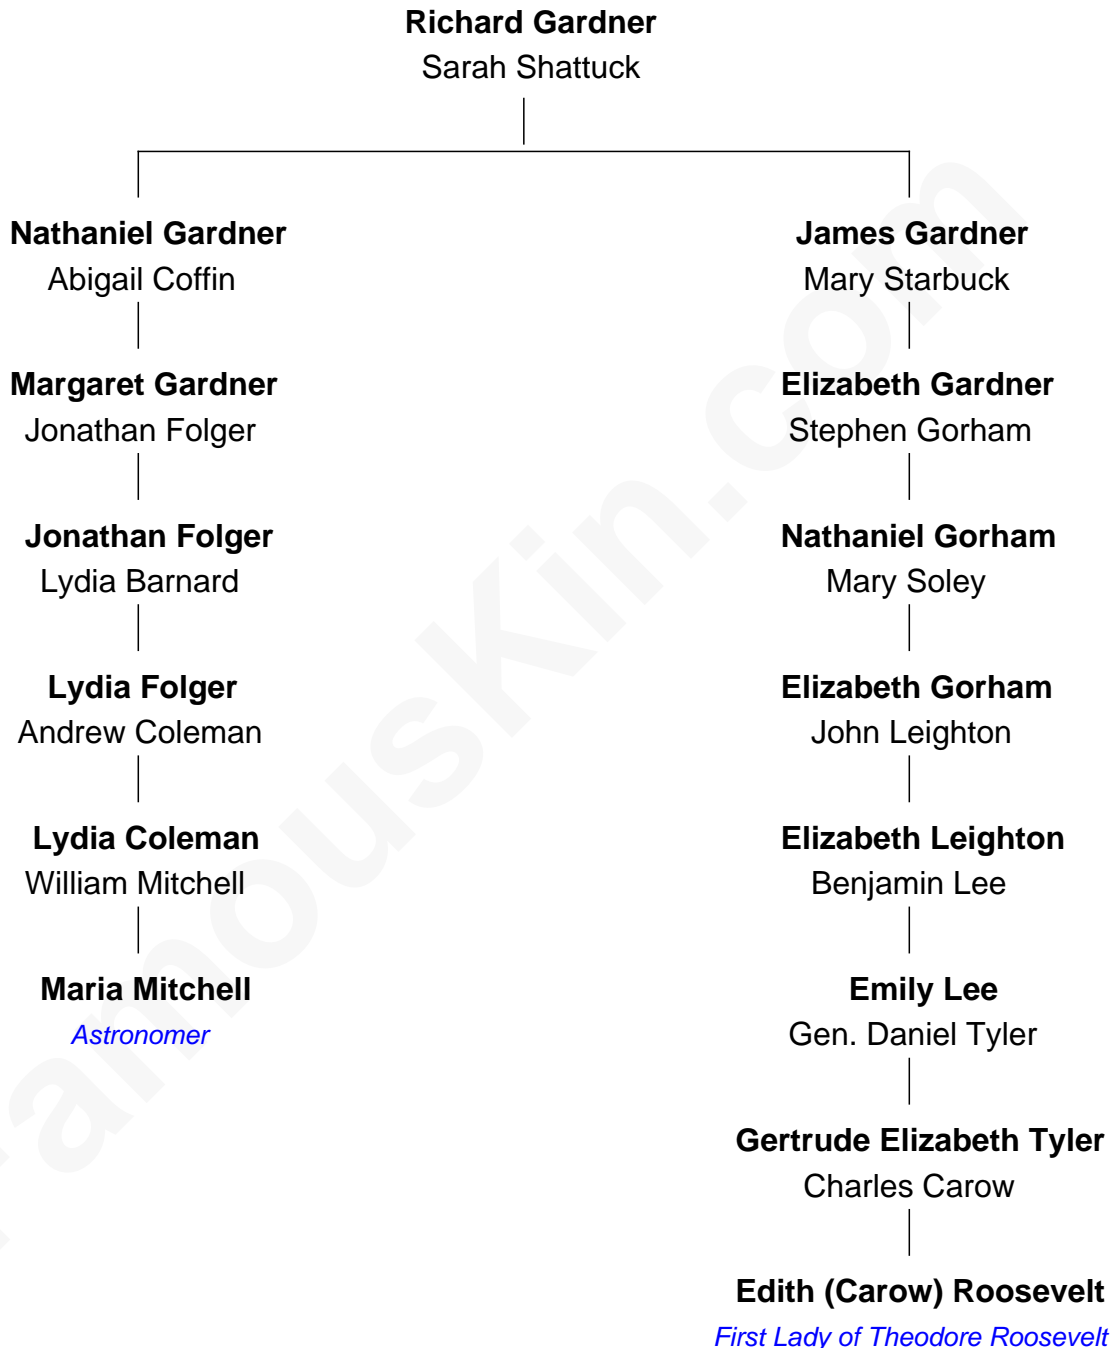 Richard Gardner
Sarah Shattuck
Nathaniel Gardner
Abigail Coffin
Margaret Gardner
Jonathan Folger
Jonathan Folger
Lydia Barnard
Lydia Folger
Andrew Coleman
Lydia Coleman
William Mitchell
Maria Mitchell
Astronomer
James Gardner
Mary Starbuck
Elizabeth Gardner
Stephen Gorham
Nathaniel Gorham
Mary Soley
Elizabeth Gorham
John Leighton
Elizabeth Leighton
Benjamin Lee
Emily Lee
Gen. Daniel Tyler
Gertrude Elizabeth Tyler
Charles Carow
Edith (Carow) Roosevelt
First Lady of Theodore Roosevelt
FamousKin.com